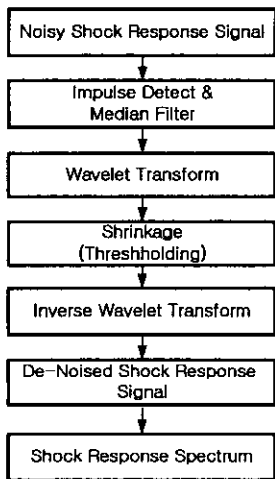 Noisy Shock Response Signal
Impulse Detect &
Median Filter
Wavelet Transform
Shrinkage
(Threshholding)
Inverse Wavelet Transform
De-Noised Shock Response
Signal
Shock Response Spectrum